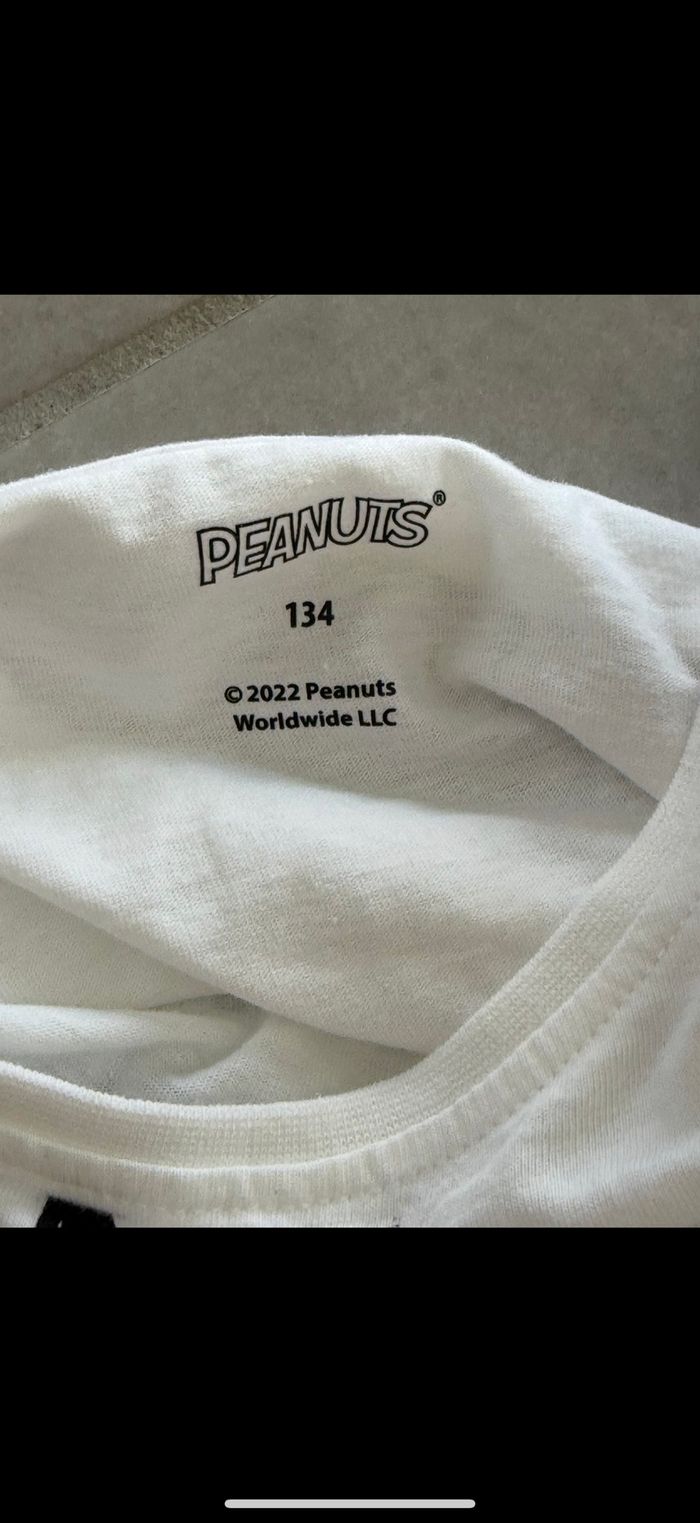 PEANUTS®
134
© 2022 Peanuts
Worldwide LLC